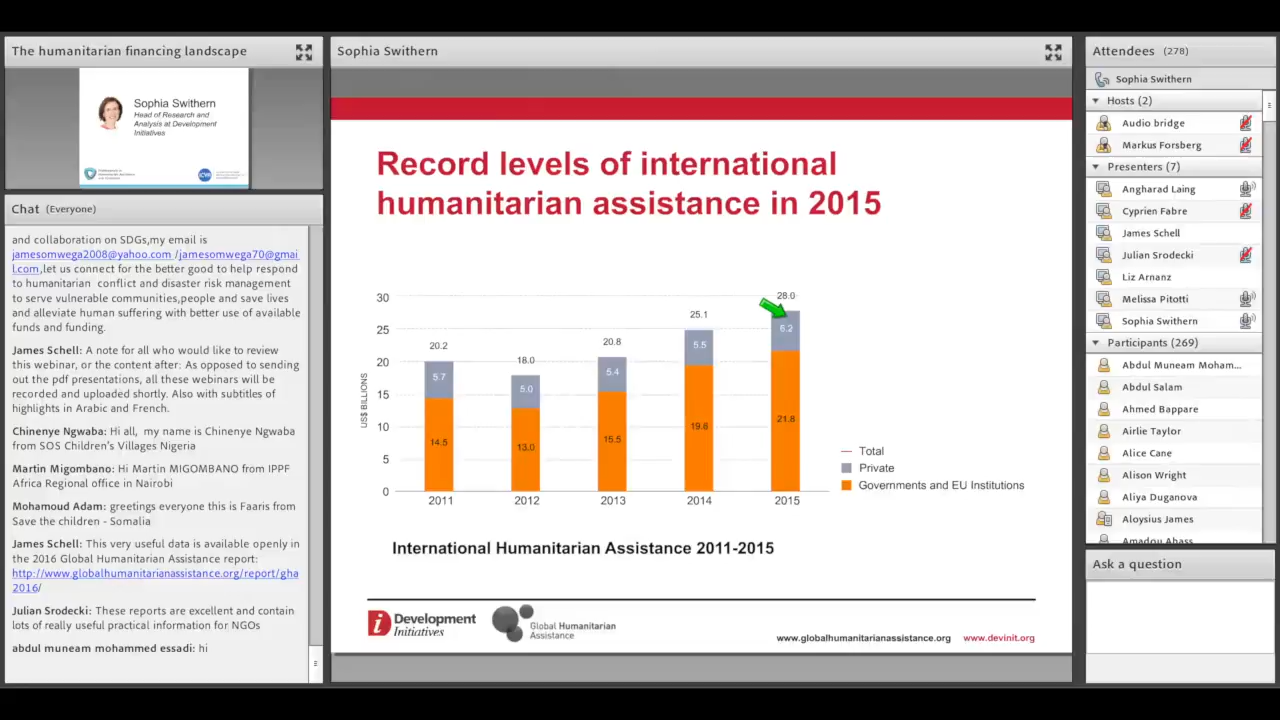 The humanitarian financing landscape
Sophia Swithern
Head of Research and
Analysis at Development
Initiatives
Chat (Everyone)
and collaboration on SDGs,my email is
jamesomwega2008@yahoo.com /jamesomwega70@gmai
l.com,let us connect for the better good to help respond
to humanitarian conflict and disaster risk management
to serve vulnerable communities,people and save lives
and alleviate human suffering with better use of available
funds and funding.
James Schell: A note for all who would like to review
this webinar, or the content after: As opposed to sending
out the pdf presentations, all these webinars will be
recorded and uploaded shortly. Also with subtitles of
highlights in Arabic and French.
Chinenye Ngwaba: Hi all, my name is Chinenye Ngwaba
from SOS Children's Villages Nigeria
Martin Migombano: Hi Martin MIGOMBANO from IPPF
Africa Regional office in Nairobi
Mohamoud Adam: greetings everyone this is Faaris from
Save the children - Somalia
James Schell: This very useful data is available openly in
the 2016 Global Humanitarian Assistance report:
http://www.globalhumanitarianassistance.org/report/gha
2016/
Julian Srodecki: These reports are excellent and contain
lots of really useful practical information for NGOs
abdul muneam mohammed essadi: hi
Sophia Swithern
Record levels of international
humanitarian assistance in 2015
US$ BILLIONS
30
25
20
15
10
5
0
20.2
5.7
14.5
2011
18.0
5.0
13.0
2012
20.8
5.4
15.5
2013
25.1
5.5
19.6
2014
28.0
6.2
21.8
2015
Total
Private
Governments and EU Institutions
International Humanitarian Assistance 2011-2015
i Development
Initiatives
Global Humanitarian
Assistance
www.globalhumanitarianassistance.org www.devinit.org
Attendees (278)
Sophia Swithern
Hosts (2)
Audio bridge
Markus Forsberg
Presenters (7)
Angharad Laing
Cyprien Fabre
James Schell
Julian Srodecki
Liz Arnanz
Melissa Pitotti
Sophia Swithern
Participants (269)
Abdul Muneam Moham...
Abdul Salam
Ahmed Bappare
Airlie Taylor
Alice Cane
Alison Wright
Aliya Duganova
Aloysius James
Amadou Abass
Ask a question